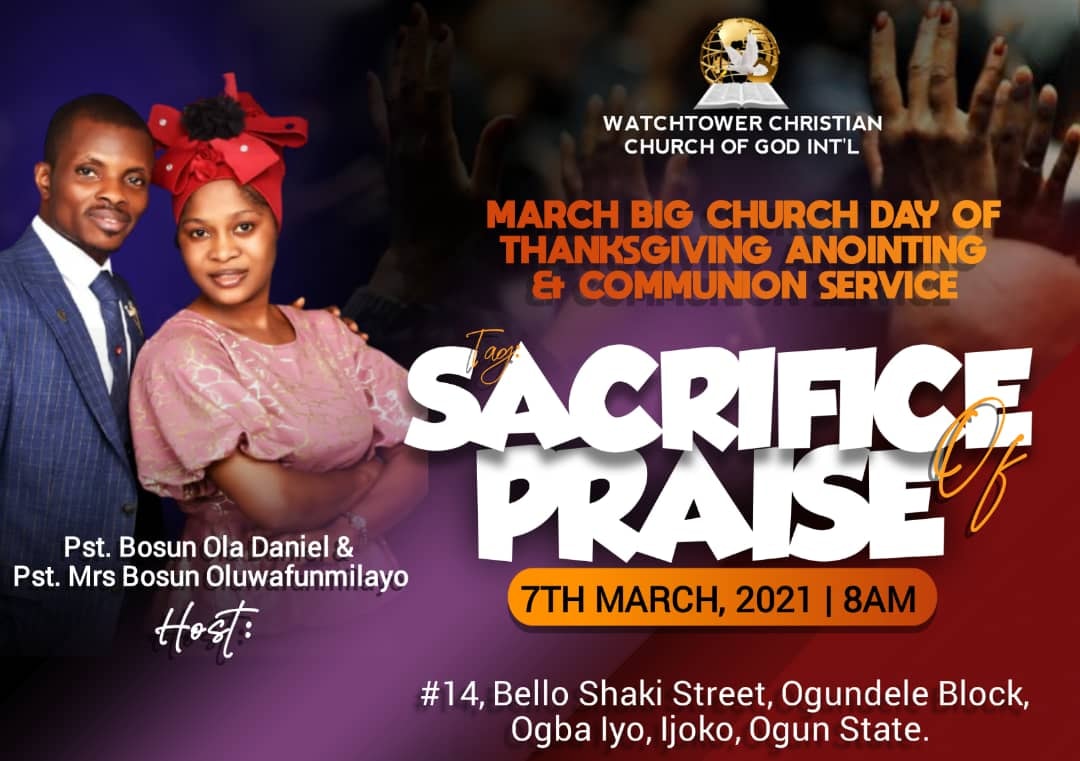 WATCHTOWER CHRISTIAN
CHURCH OF GOD INT'L
MARCH BIG CHURCH DAY OF
THANKSGIVING ANOINTING
& COMMUNION SERVICE
Tag:
SACRIFICE
Of
PRAISE
7TH MARCH, 2021 | 8AM
Pst. Bosun Ola Daniel &
Pst. Mrs Bosun Oluwafunmilayo
Host:
#14, Bello Shaki Street, Ogundele Block,
Ogba Iyo, Ijoko, Ogun State.